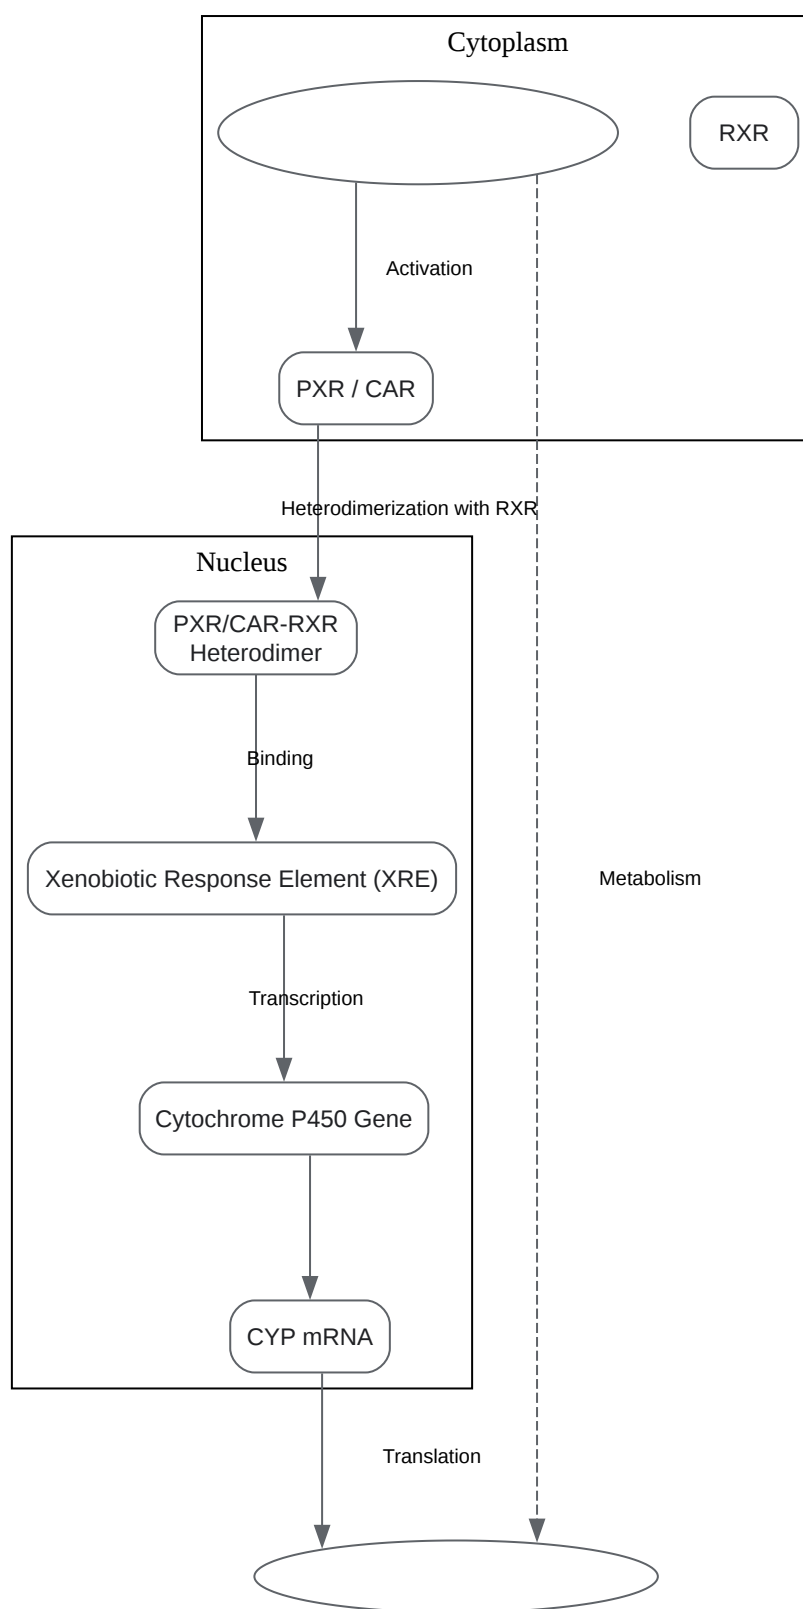 Cytoplasm
RXR
Activation
PXR / CAR
Heterodimerization with RXR
Nucleus
PXR/CAR-RXR
Heterodimer
Binding
Xenobiotic Response Element (XRE)
Metabolism
Transcription
Cytochrome P450 Gene
CYP mRNA
Translation